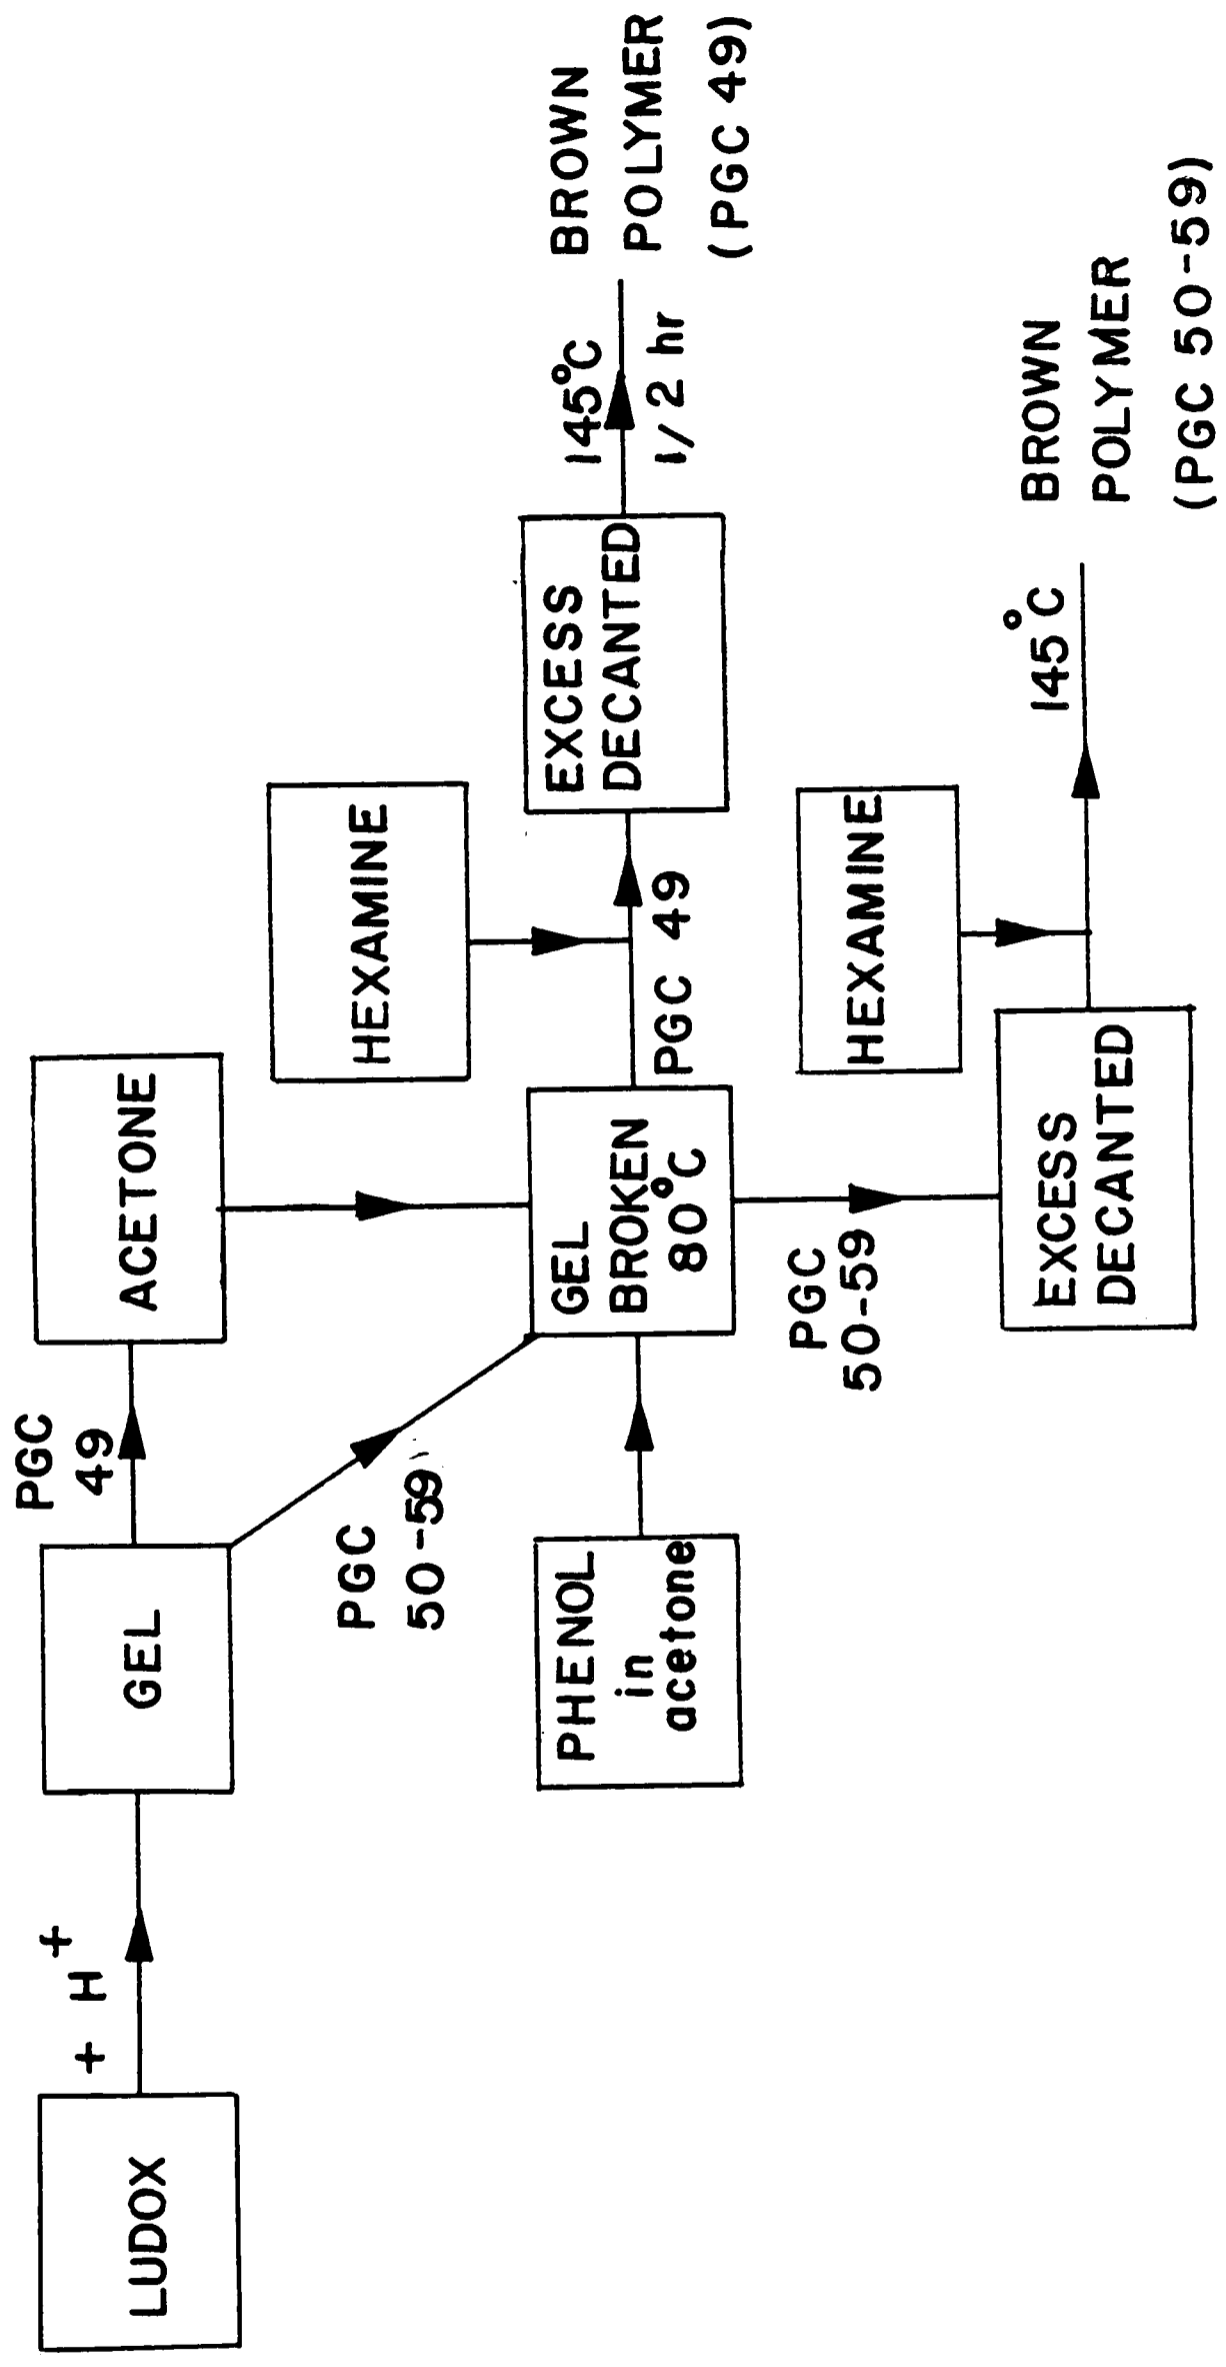 LUDOX
+ H+
GEL
PGC
49
ACETONE
PGC
50-59
PHENOL
in
acetone
GEL
BROKEN
80°C
HEXAMINE
PGC 49
EXCESS
DECANTED
145°C
1/2 hr
BROWN
POLYMER
(PGC 49)
PGC
50-59
EXCESS
DECANTED
HEXAMINE
145°C
BROWN
POLYMER
(PGC 50-59)